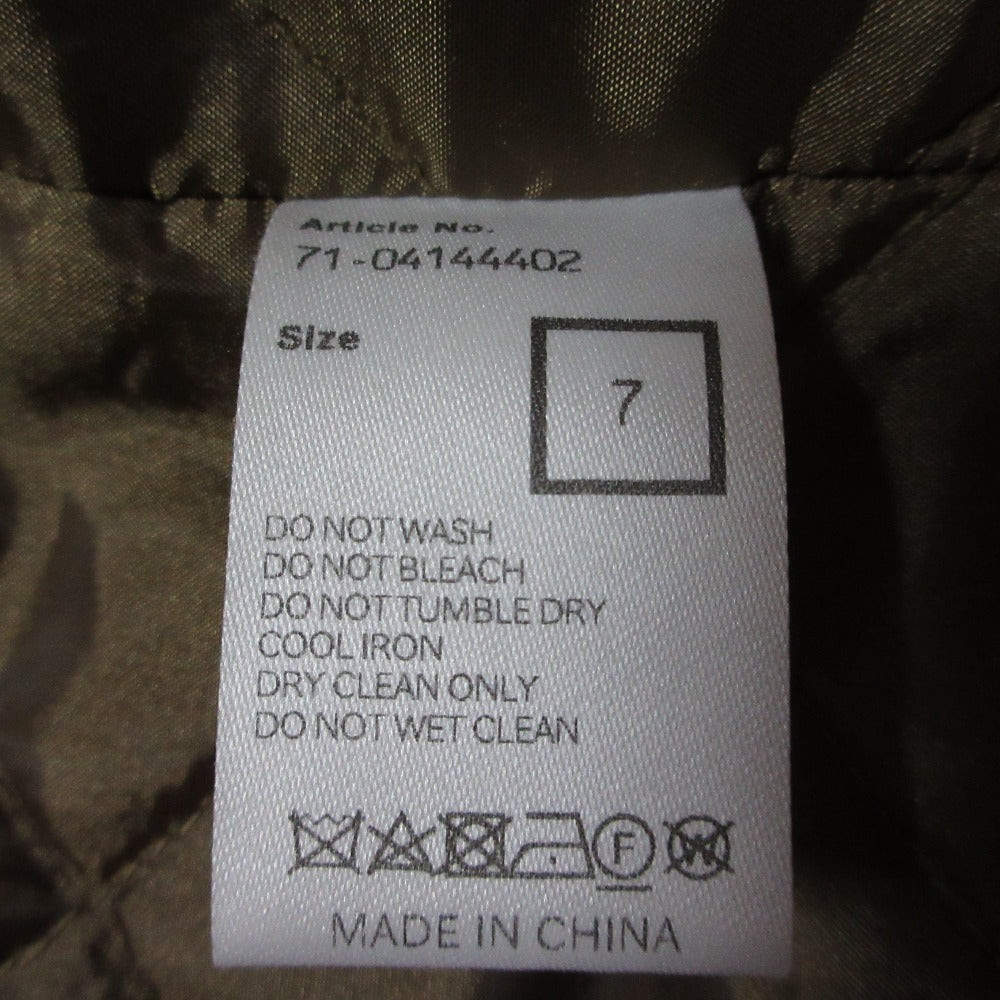 Article No.
71-04144402
Size
7
DO NOT WASH
DO NOT BLEACH
DO NOT TUMBLE DRY
COOL IRON
DRY CLEAN ONLY
DO NOT WET CLEAN
F W
MADE IN CHINA